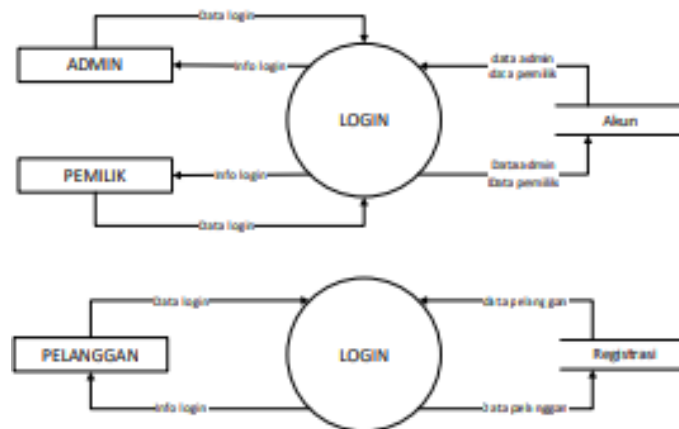 Data login
ADMIN
Info login
LOGIN
data admin
data pemilik
Akun
PEMILIK
Info login
Data admin
Data pemilik
Data login
Data login
data pelanggan
PELANGGAN
LOGIN
Registrasi
Info login
Data pelanggan